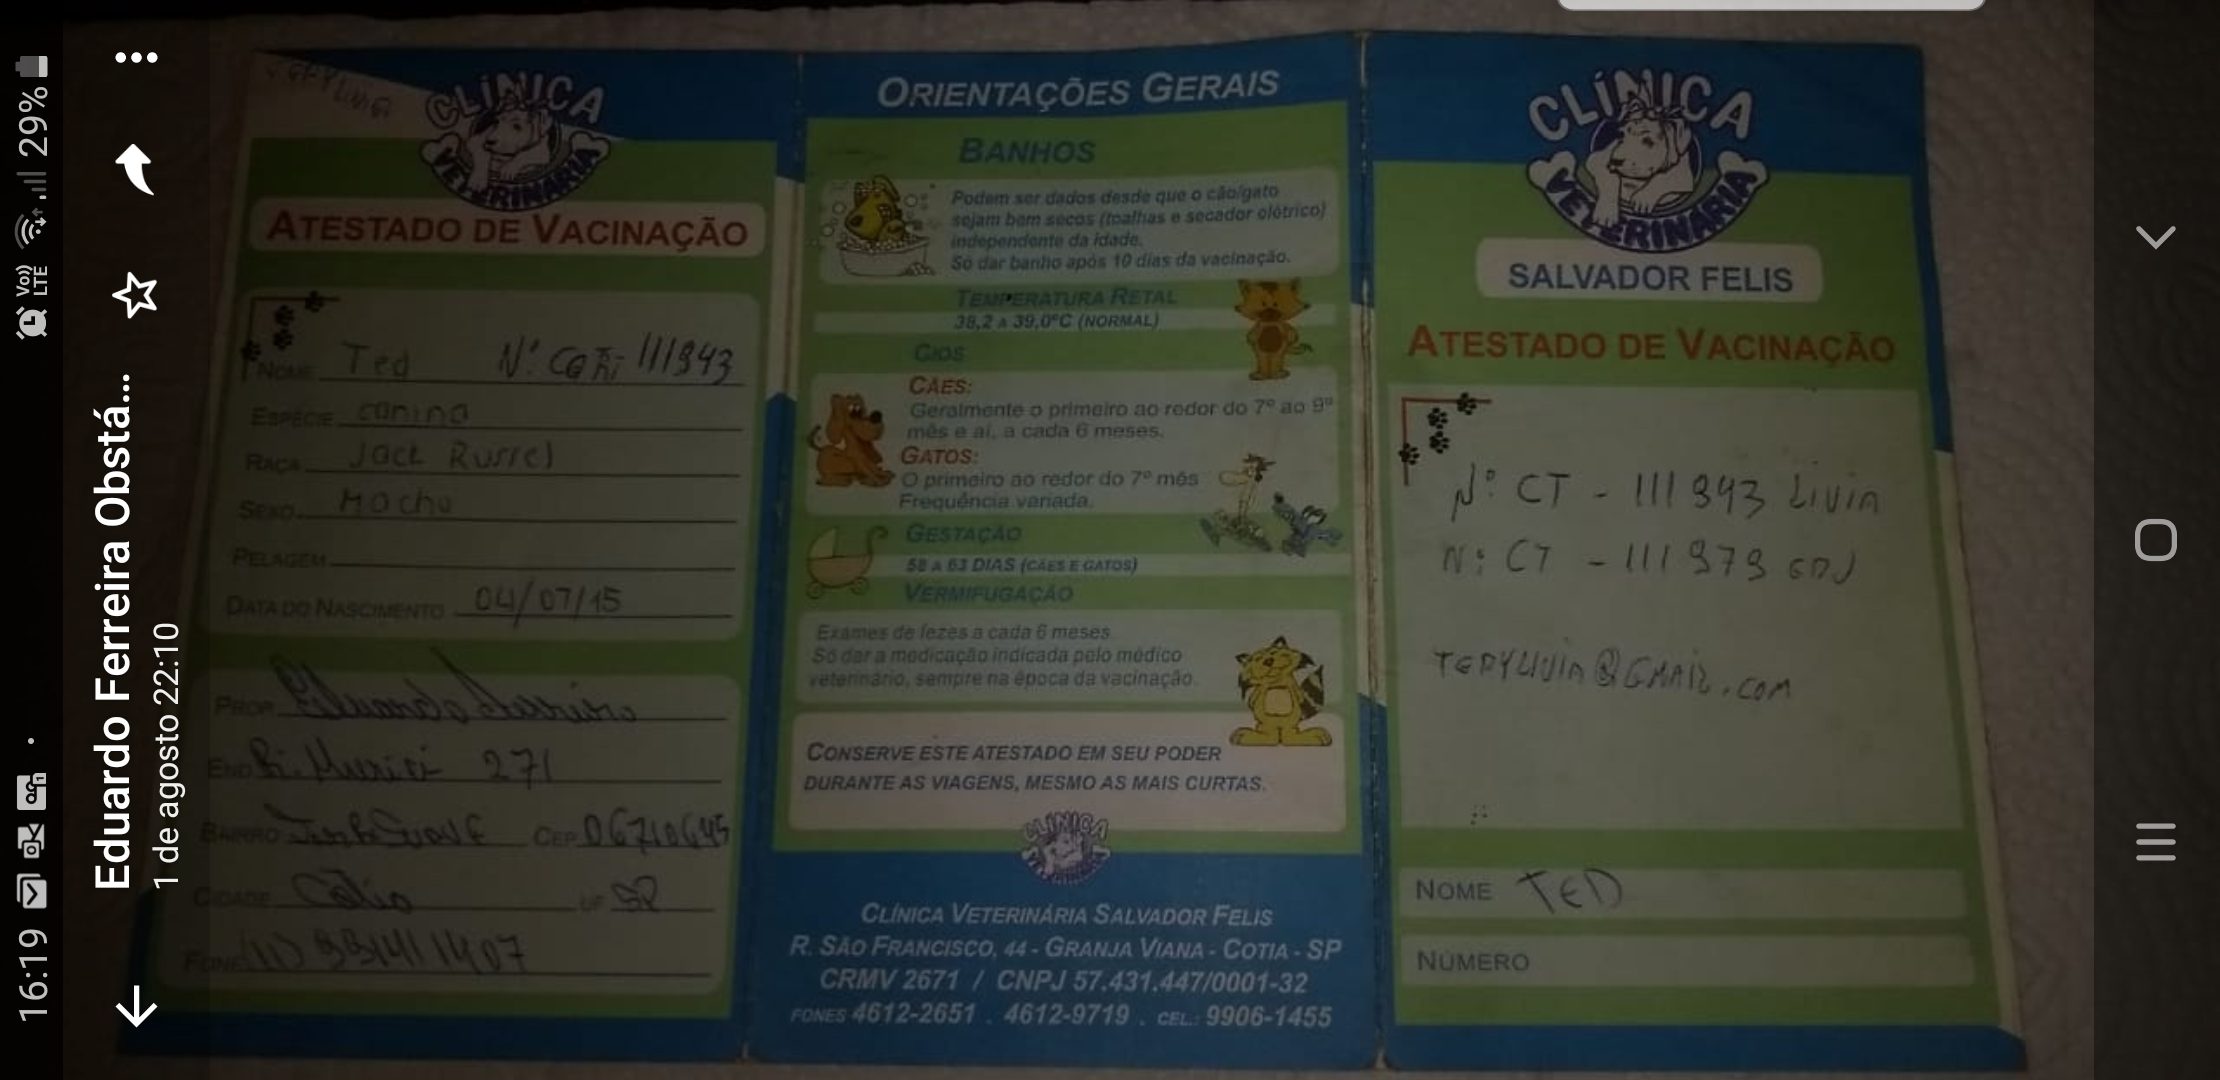 16:19
VoLTE
29%
Eduardo Ferreira Obstá...
1 de agosto 22:10
CLÍNICA
VETERINÁRIA
ATESTADO DE VACINAÇÃO
NOME Ted Nº
ESPÉCIE canina
RAÇA Jack Russel
SEXO Macho
PELAGEM
DATA DO NASCIMENTO 04/07/15
PROP. Eduardo
END. R. 271
BAIRRO CEP 06710645
CIDADE Cotia UF SP
FONE
ORIENTAÇÕES GERAIS
BANHOS
Podem ser dados desde que o cão/gato
sejam bem secos (toalhas e secador elétrico)
independente da idade.
Só dar banho após 10 dias da vacinação.
TEMPERATURA RETAL
38,2 A 39,0ºC (NORMAL)
CIOS
CÃES:
Geralmente o primeiro ao redor do 7º ao 9º
mês e aí, a cada 6 meses.
GATOS:
O primeiro ao redor do 7º mês
Frequência variada.
GESTAÇÃO
58 A 63 DIAS (CÃES E GATOS)
VERMIFUGAÇÃO
Exames de fezes a cada 6 meses
Só dar a medicação indicada pelo médico
veterinário, sempre na época da vacinação.
CONSERVE ESTE ATESTADO EM SEU PODER
DURANTE AS VIAGENS, MESMO AS MAIS CURTAS.
CLÍNICA
CLÍNICA VETERINÁRIA SALVADOR FELIS
R. SÃO FRANCISCO, 44 - GRANJA VIANA - COTIA - SP
CRMV 2671 / CNPJ 57.431.447/0001-32
FONES 4612-2651 . 4612-9719 . CEL.: 9906-1455
CLÍNICA
VETERINÁRIA
SALVADOR FELIS
ATESTADO DE VACINAÇÃO
Nº CT - 111943 LIVIA
Nº CT - 111979 EDU
NOME TED
NÚMERO